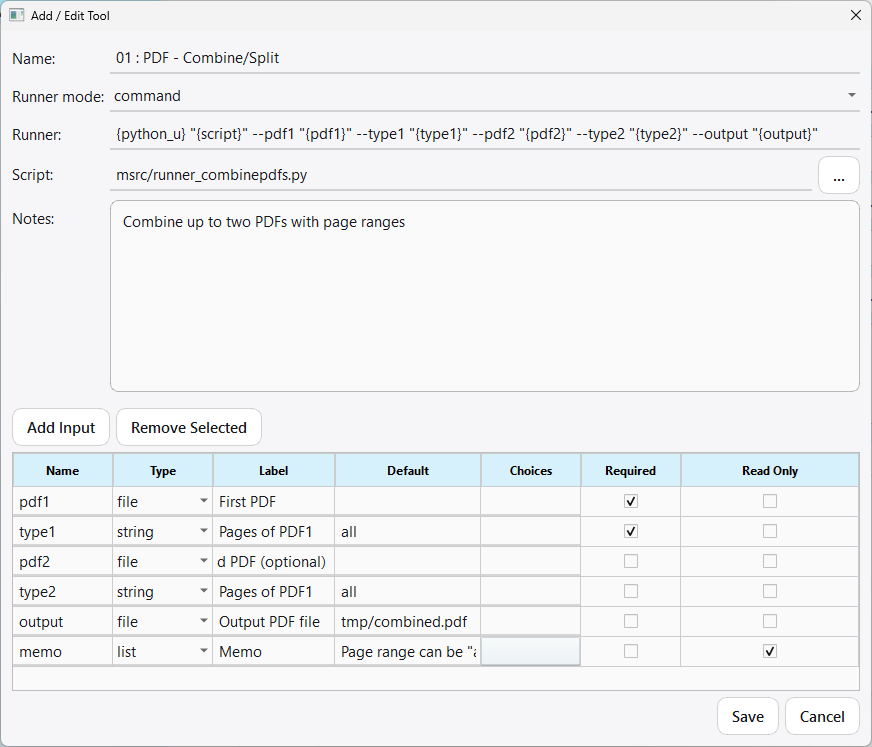 Add / Edit Tool
Name: 01 : PDF - Combine/Split
Runner mode: command
Runner: {python_u} "{script}" --pdf1 "{pdf1}" --type1 "{type1}" --pdf2 "{pdf2}" --type2 "{type2}" --output "{output}"
Script: msrc/runner_combinepdfs.py ...
Notes: Combine up to two PDFs with page ranges
Add Input Remove Selected
Name Type Label Default Choices Required Read Only
pdf1 file First PDF
type1 string Pages of PDF1 all
pdf2 file d PDF (optional)
type2 string Pages of PDF1 all
output file Output PDF file tmp/combined.pdf
memo list Memo Page range can be "a
Save Cancel